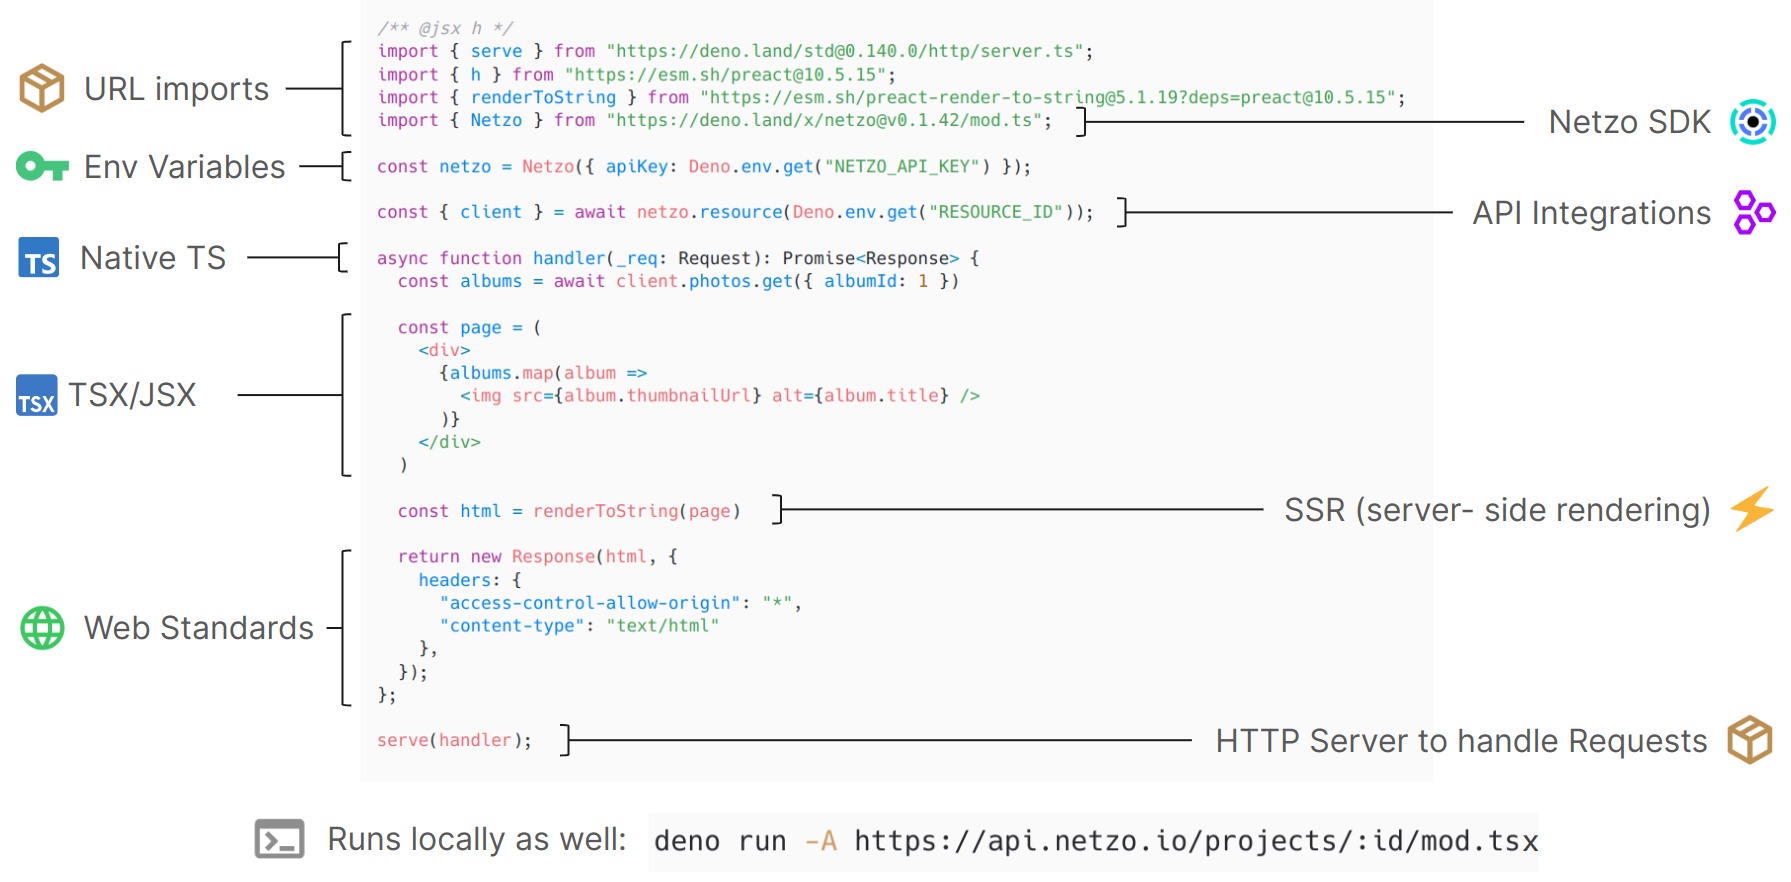 /** @jsx h */
import { serve } from "https://deno.land/std@0.140.0/http/server.ts";
import { h } from "https://esm.sh/preact@10.5.15";
import { renderToString } from "https://esm.sh/preact-render-to-string@5.1.19?deps=preact@10.5.15";
import { Netzo } from "https://deno.land/x/netzo@v0.1.42/mod.ts";
URL imports
Netzo SDK
Env Variables
const netzo = Netzo({ apiKey: Deno.env.get("NETZO_API_KEY") });
const { client } = await netzo.resource(Deno.env.get("RESOURCE_ID"));
API Integrations
TS
Native TS
async function handler(_req: Request): Promise<Response> {
  const albums = await client.photos.get({ albumId: 1 })
  const page = (
    <div>
      {albums.map(album =>
        <img src={album.thumbnailUrl} alt={album.title} />
      )}
    </div>
  )
TSX
TSX/JSX
  const html = renderToString(page)
SSR (server- side rendering)
  return new Response(html, {
    headers: {
      "access-control-allow-origin": "*",
      "content-type": "text/html"
    },
  });
};
Web Standards
serve(handler);
HTTP Server to handle Requests
Runs locally as well: deno run -A https://api.netzo.io/projects/:id/mod.tsx